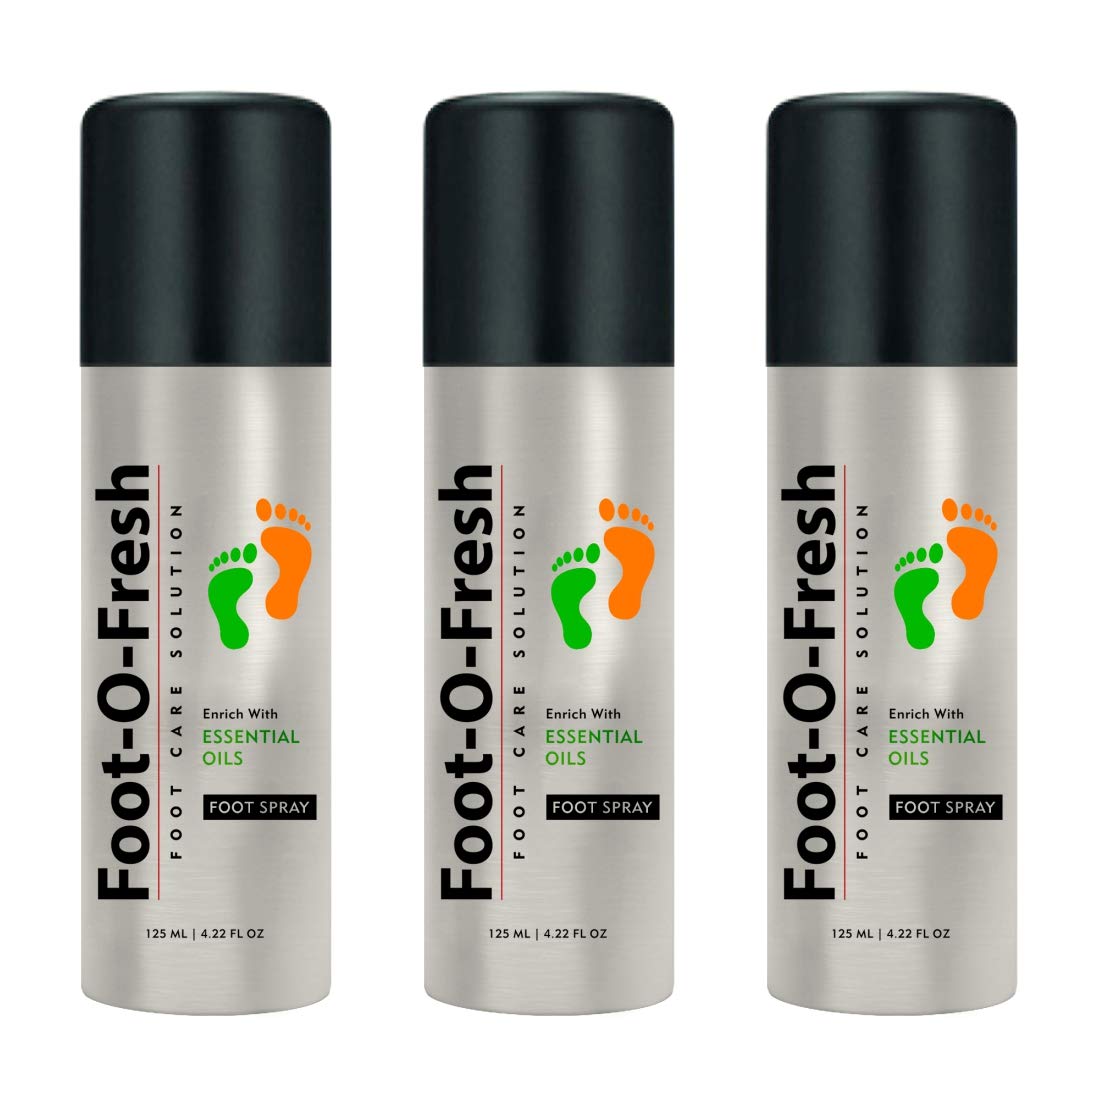 Foot-O-Fresh
FOOT CARE SOLUTION
Enrich With
ESSENTIAL
OILS
FOOT SPRAY
125 ML | 4.22 FL OZ
Foot-O-Fresh
FOOT CARE SOLUTION
Enrich With
ESSENTIAL
OILS
FOOT SPRAY
125 ML | 4.22 FL OZ
Foot-O-Fresh
FOOT CARE SOLUTION
Enrich With
ESSENTIAL
OILS
FOOT SPRAY
125 ML | 4.22 FL OZ